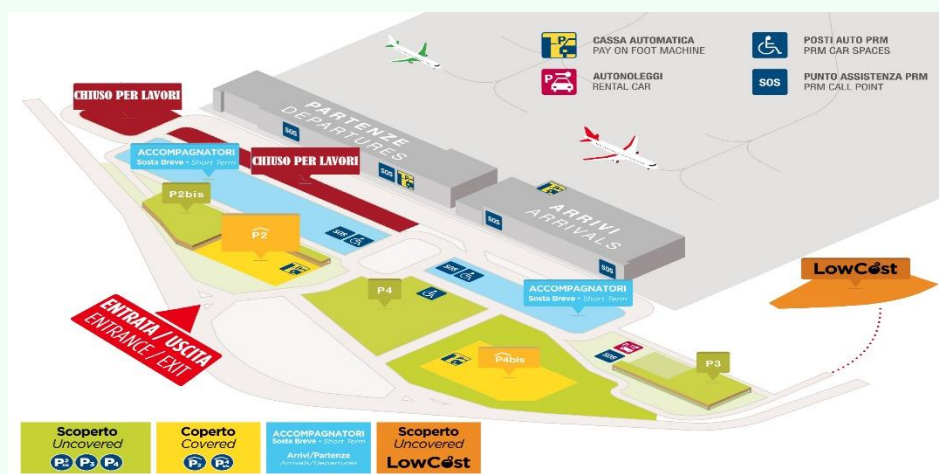 CASSA AUTOMATICA
PAY ON FOOT MACHINE
POSTI AUTO PRM
PRM CAR SPACES
AUTONOLEGGI
RENTAL CAR
SOS
PUNTO ASSISTENZA PRM
PRM CALL POINT
CHIUSO PER LAVORI
PARTENZE
DEPARTURES
SOS
ACCOMPAGNATORI
Sosta Breve - Short Term
CHIUSO PER LAVORI
SOS
P2bis
ARRIVI
ARRIVALS
SOS
P2
SOS
SOS
SOS
LowCost
P4
ACCOMPAGNATORI
Sosta Breve - Short Term
ENTRATA / USCITA
ENTRANCE / EXIT
P4bis
SOS
P3
Scoperto
Uncovered
P3 P4
Coperto
Covered
ACCOMPAGNATORI
Sosta Breve - Short Term
Arrivi/Partenze
Arrivals/Departures
Scoperto
Uncovered
LowCost